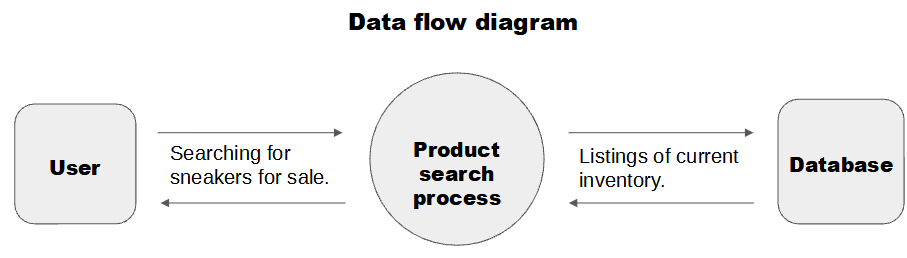 Data flow diagram
User
Searching for
sneakers for sale.
Product
search
process
Listings of current
inventory.
Database